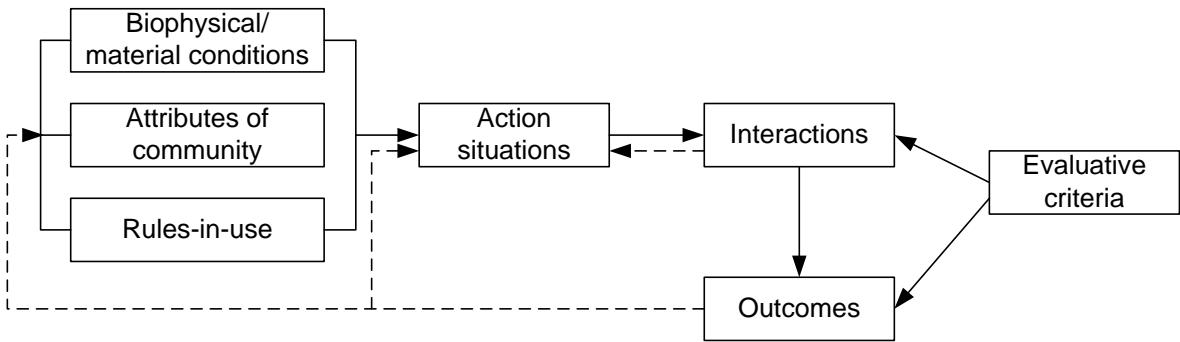 Biophysical/
material conditions
Attributes of
community
Rules-in-use
Action
situations
Interactions
Outcomes
Evaluative
criteria